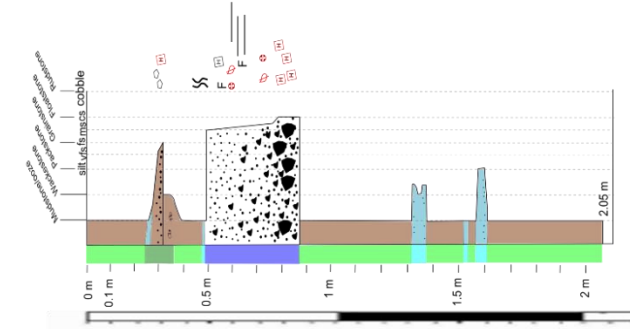 Rudstone
Floatstone
Grainstone
Packstone
Wackestone
Mudstone/ooze
silt vfs fs ms cs cobble
H
H
F
F
H
H
H
H
2.05 m
0 m
0.1 m
0.5 m
1 m
1.5 m
2 m